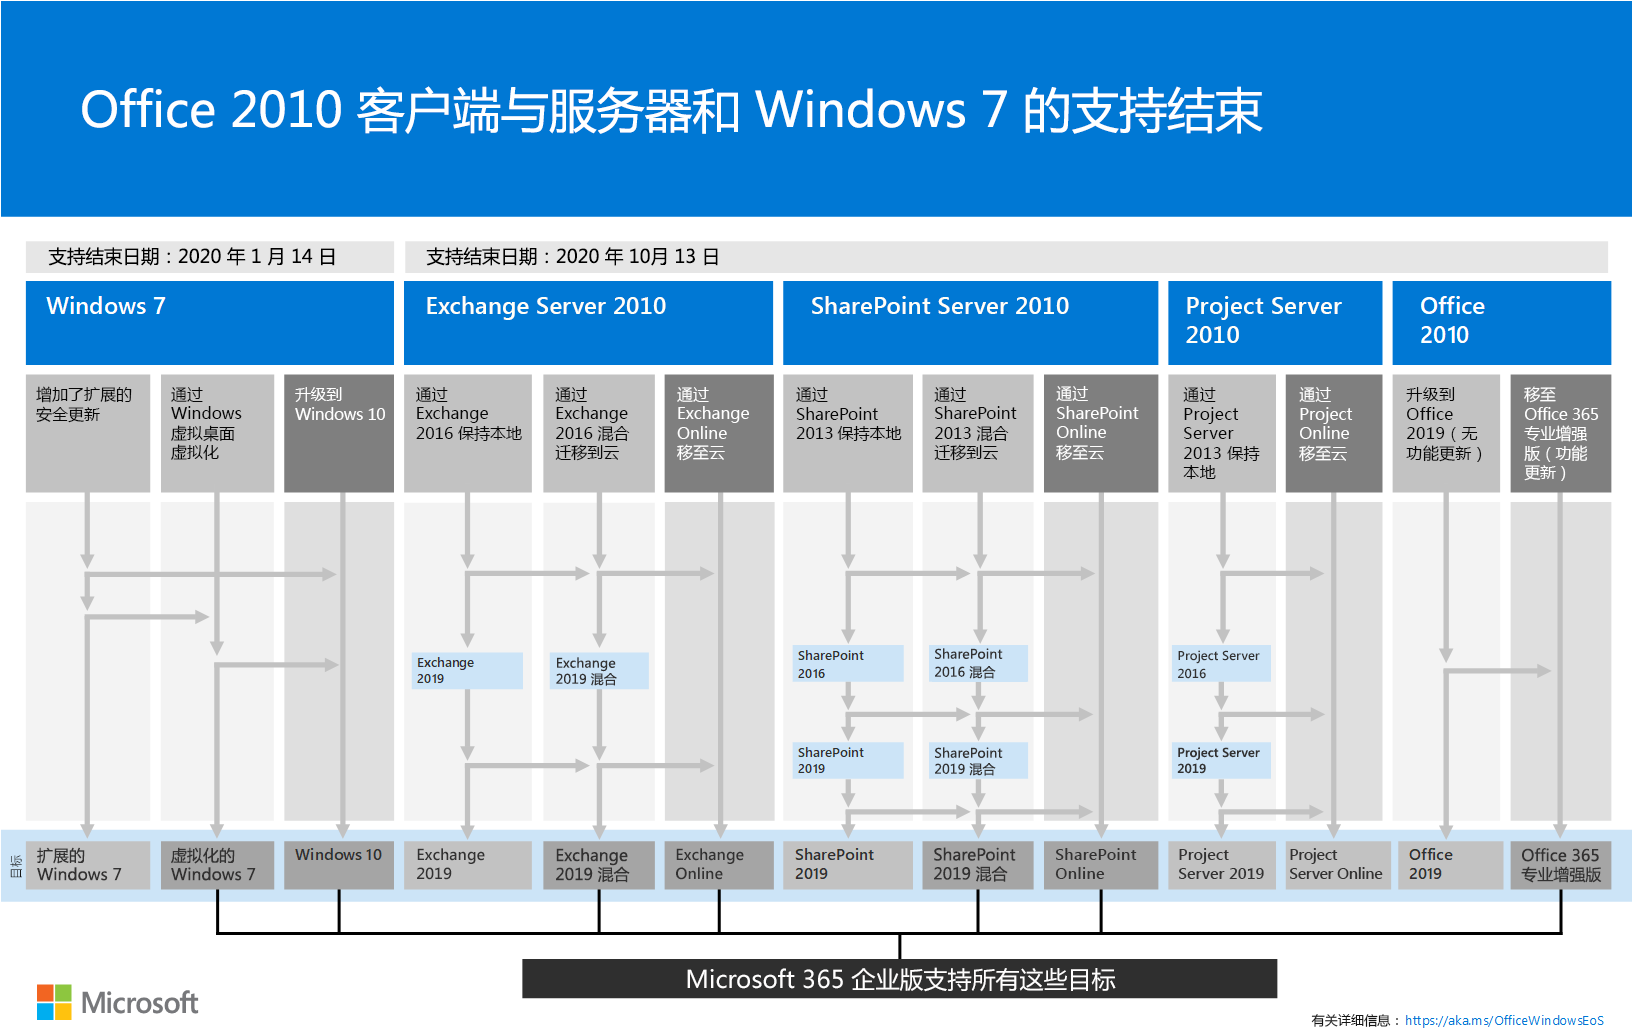 Office 2010 客户端与服务器和 Windows 7 的支持结束
支持结束日期：2020 年 1 月 14 日
支持结束日期：2020 年 10月 13 日
Windows 7
Exchange Server 2010
SharePoint Server 2010
Project Server
2010
Office
2010
增加了扩展的
安全更新
通过
Windows
虚拟桌面
虚拟化
升级到
Windows 10
通过
Exchange
2016 保持本地
通过
Exchange
2016 混合
迁移到云
通过
Exchange
Online
移至云
通过
SharePoint
2013 保持本地
通过
SharePoint
2013 混合
迁移到云
通过
SharePoint
Online
移至云
通过
Project
Server
2013 保持
本地
通过
Project
Online
移至云
升级到
Office
2019（无
功能更新）
移至
Office 365
专业增强
版（功能
更新）
Exchange
2019
Exchange
2019 混合
SharePoint
2016
SharePoint
2016 混合
Project Server
2016
SharePoint
2019
SharePoint
2019 混合
Project Server
2019
目标
扩展的
Windows 7
虚拟化的
Windows 7
Windows 10
Exchange
2019
Exchange
2019 混合
Exchange
Online
SharePoint
2019
SharePoint
2019 混合
SharePoint
Online
Project
Server 2019
Project
Server Online
Office
2019
Office 365
专业增强版
Microsoft 365 企业版支持所有这些目标
Microsoft
有关详细信息：https://aka.ms/OfficeWindowsEoS